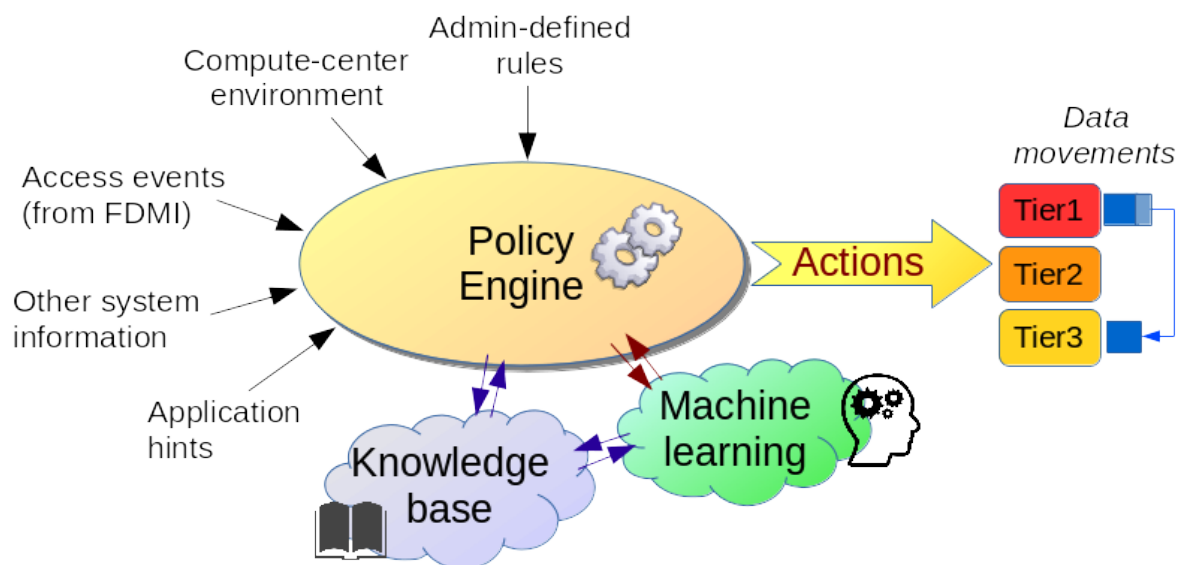 Admin-defined
rules
Compute-center
environment
Access events
(from FDMI)
Other system
information
Application
hints
Policy
Engine
Knowledge
base
Machine
learning
Actions
Data
movements
Tier1
Tier2
Tier3